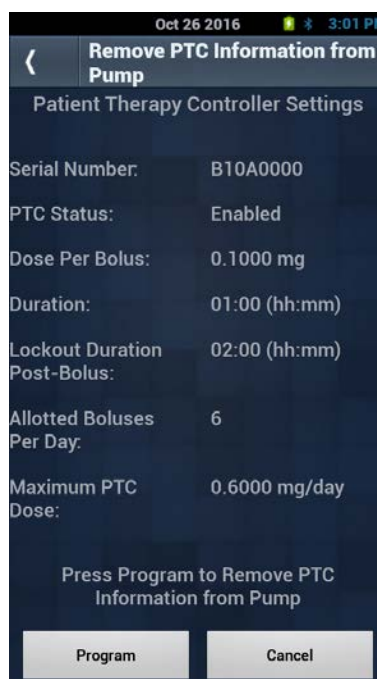 Oct 26 2016 3:01 P
Remove PTC Information from
Pump
Patient Therapy Controller Settings
Serial Number: B10A0000
PTC Status: Enabled
Dose Per Bolus: 0.1000 mg
Duration: 01:00 (hh:mm)
Lockout Duration 02:00 (hh:mm)
Post-Bolus:
Allotted Boluses 6
Per Day:
Maximum PTC 0.6000 mg/day
Dose:
Press Program to Remove PTC
Information from Pump
Program Cancel